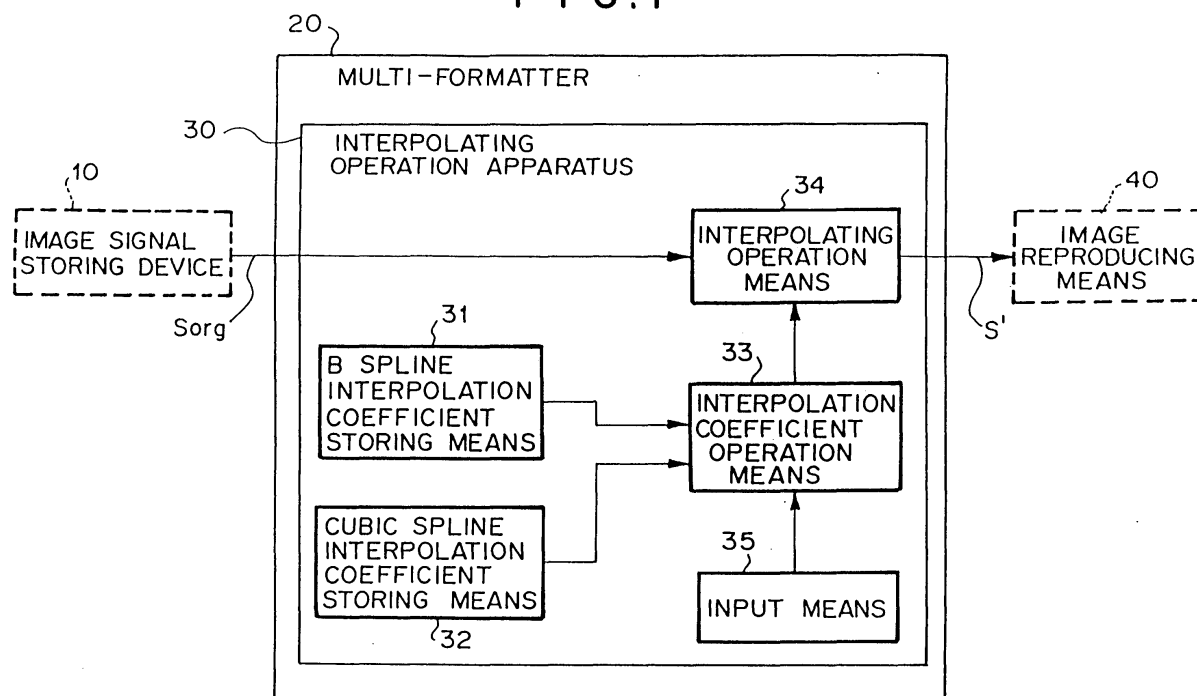 FIG.1
20
MULTI-FORMATTER
30
INTERPOLATING
OPERATION APPARATUS
10
IMAGE SIGNAL
STORING DEVICE
Sorg
34
INTERPOLATING
OPERATION
MEANS
40
IMAGE
REPRODUCING
MEANS
S'
31
B SPLINE
INTERPOLATION
COEFFICIENT
STORING MEANS
33
INTERPOLATION
COEFFICIENT
OPERATION
MEANS
CUBIC SPLINE
INTERPOLATION
COEFFICIENT
STORING MEANS
32
35
INPUT MEANS